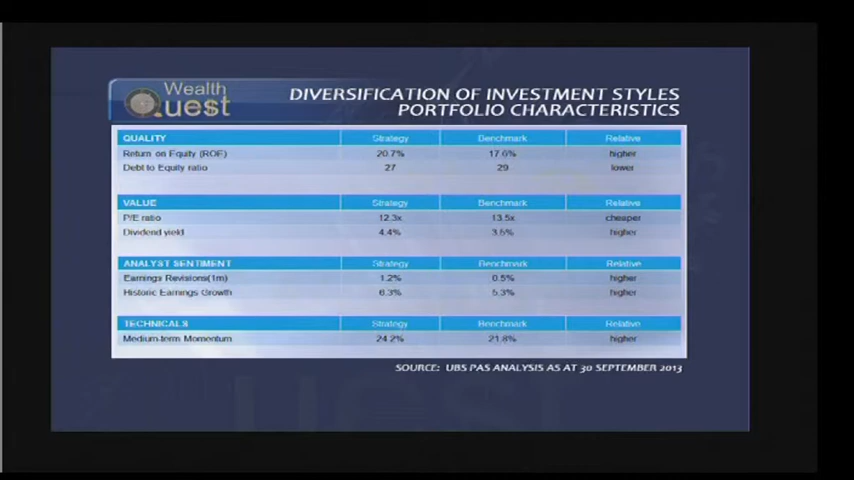 Wealth
Quest
DIVERSIFICATION OF INVESTMENT STYLES
PORTFOLIO CHARACTERISTICS
QUALITY Strategy Benchmark Relative
Return on Equity (ROE) 20.7% 17.6% higher
Debt to Equity ratio 27 29 lower
VALUE Strategy Benchmark Relative
P/E ratio 12.3x 13.5x cheaper
Dividend yield 4.4% higher
ANALYST SENTIMENT Strategy Benchmark Relative
Earnings Revisions(1m) 1.2% 0.5% higher
Historic Earnings Growth 6.3% 5.3% higher
TECHNICALS Strategy Benchmark Relative
Medium-term Momentum 24.2% 21.8% higher
SOURCE: UBS PAS ANALYSIS AS AT 30 SEPTEMBER 2013